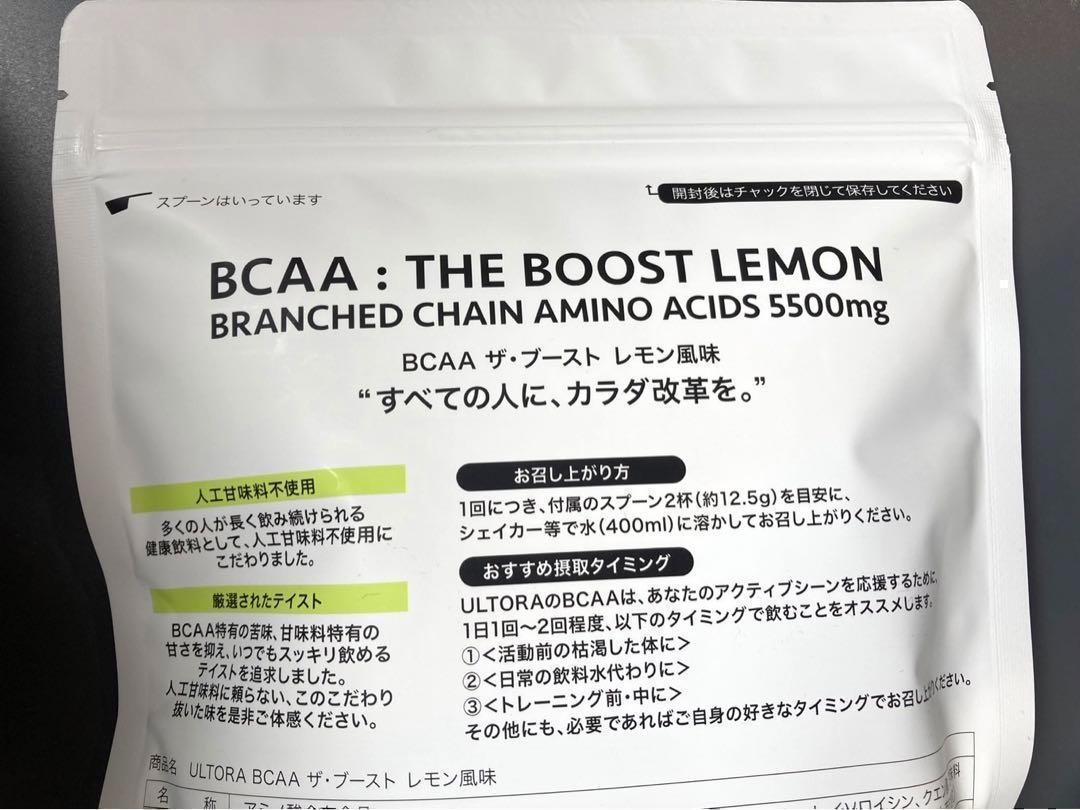 スプーンはいっています
開封後はチャックを閉じて保存してください
BCAA : THE BOOST LEMON
BRANCHED CHAIN AMINO ACIDS 5500mg
BCAA ザ・ブースト レモン風味
“すべての人に、カラダ改革を。”
人工甘味料不使用
多くの人が長く飲み続けられる
健康飲料として、人工甘味料不使用に
こだわりました。
厳選されたテイスト
BCAA特有の苦味、甘味料特有の
甘さを抑え、いつでもスッキリ飲める
テイストを追求しました。
人工甘味料に頼らない、このこだわり
抜いた味を是非ご体感ください。
お召し上がり方
1回につき、付属のスプーン2杯(約12.5g)を目安に、
シェイカー等で水(400ml)に溶かしてお召し上がりください。
おすすめ摂取タイミング
ULTORAのBCAAは、あなたのアクティブシーンを応援するために、
1日1回〜2回程度、以下のタイミングで飲むことをオススメします。
①<活動前の枯渇した体に>
②<日常の飲料水代わりに>
③<トレーニング前・中に>
その他にも、必要であればご自身の好きなタイミングでお召し上がりください。
商品名 ULTORA BCAA ザ・ブースト レモン風味
名 称
イソロイシン、クエン